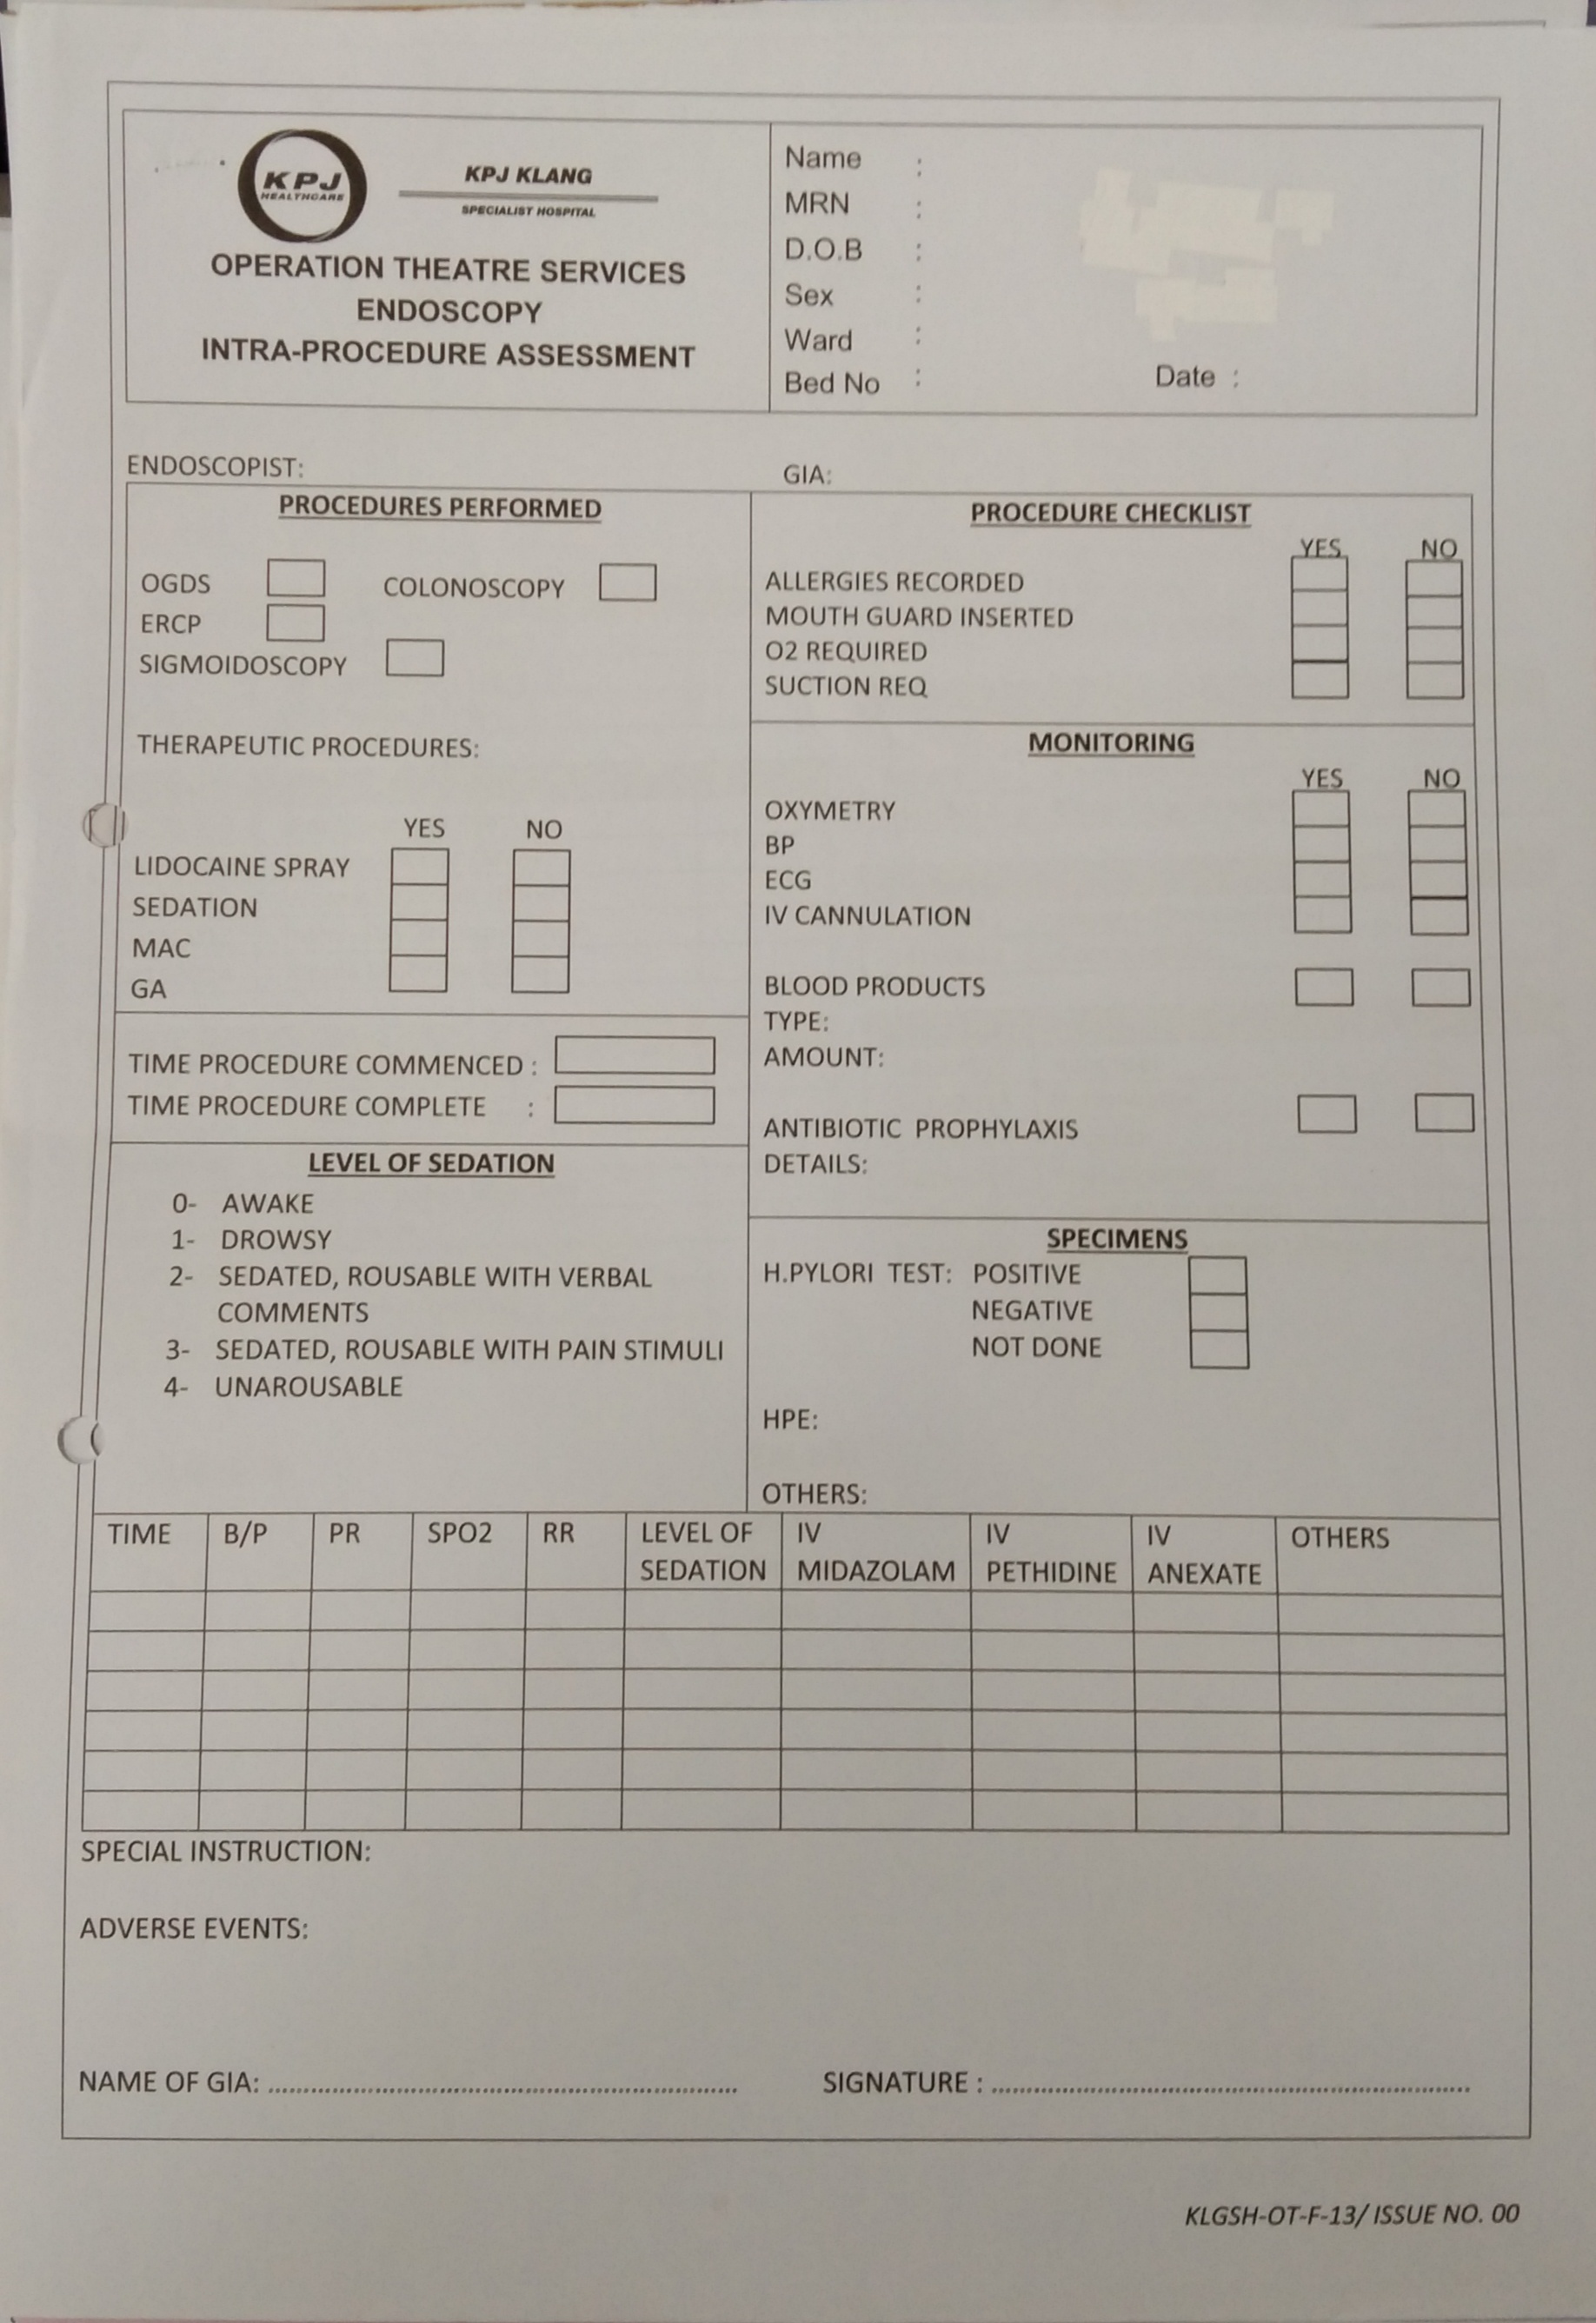 KPJ
HEALTHCARE
KPJ KLANG
SPECIALIST HOSPITAL
OPERATION THEATRE SERVICES
ENDOSCOPY
INTRA-PROCEDURE ASSESSMENT
Name :
MRN :
D.O.B :
Sex :
Ward :
Bed No : Date :
ENDOSCOPIST: GIA:
PROCEDURES PERFORMED
OGDS COLONOSCOPY
ERCP
SIGMOIDOSCOPY
THERAPEUTIC PROCEDURES:
YES NO
LIDOCAINE SPRAY
SEDATION
MAC
GA
TIME PROCEDURE COMMENCED :
TIME PROCEDURE COMPLETE :
LEVEL OF SEDATION
0- AWAKE
1- DROWSY
2- SEDATED, ROUSABLE WITH VERBAL
COMMENTS
3- SEDATED, ROUSABLE WITH PAIN STIMULI
4- UNAROUSABLE
PROCEDURE CHECKLIST
YES NO
ALLERGIES RECORDED
MOUTH GUARD INSERTED
O2 REQUIRED
SUCTION REQ
MONITORING
YES NO
OXYMETRY
BP
ECG
IV CANNULATION
BLOOD PRODUCTS
TYPE:
AMOUNT:
ANTIBIOTIC PROPHYLAXIS
DETAILS:
SPECIMENS
H.PYLORI TEST: POSITIVE
NEGATIVE
NOT DONE
HPE:
OTHERS:
TIME B/P PR SPO2 RR LEVEL OF IV IV IV OTHERS
SEDATION MIDAZOLAM PETHIDINE ANEXATE
SPECIAL INSTRUCTION:
ADVERSE EVENTS:
NAME OF GIA: ................................ SIGNATURE : ................................
KLGSH-OT-F-13/ ISSUE NO. 00